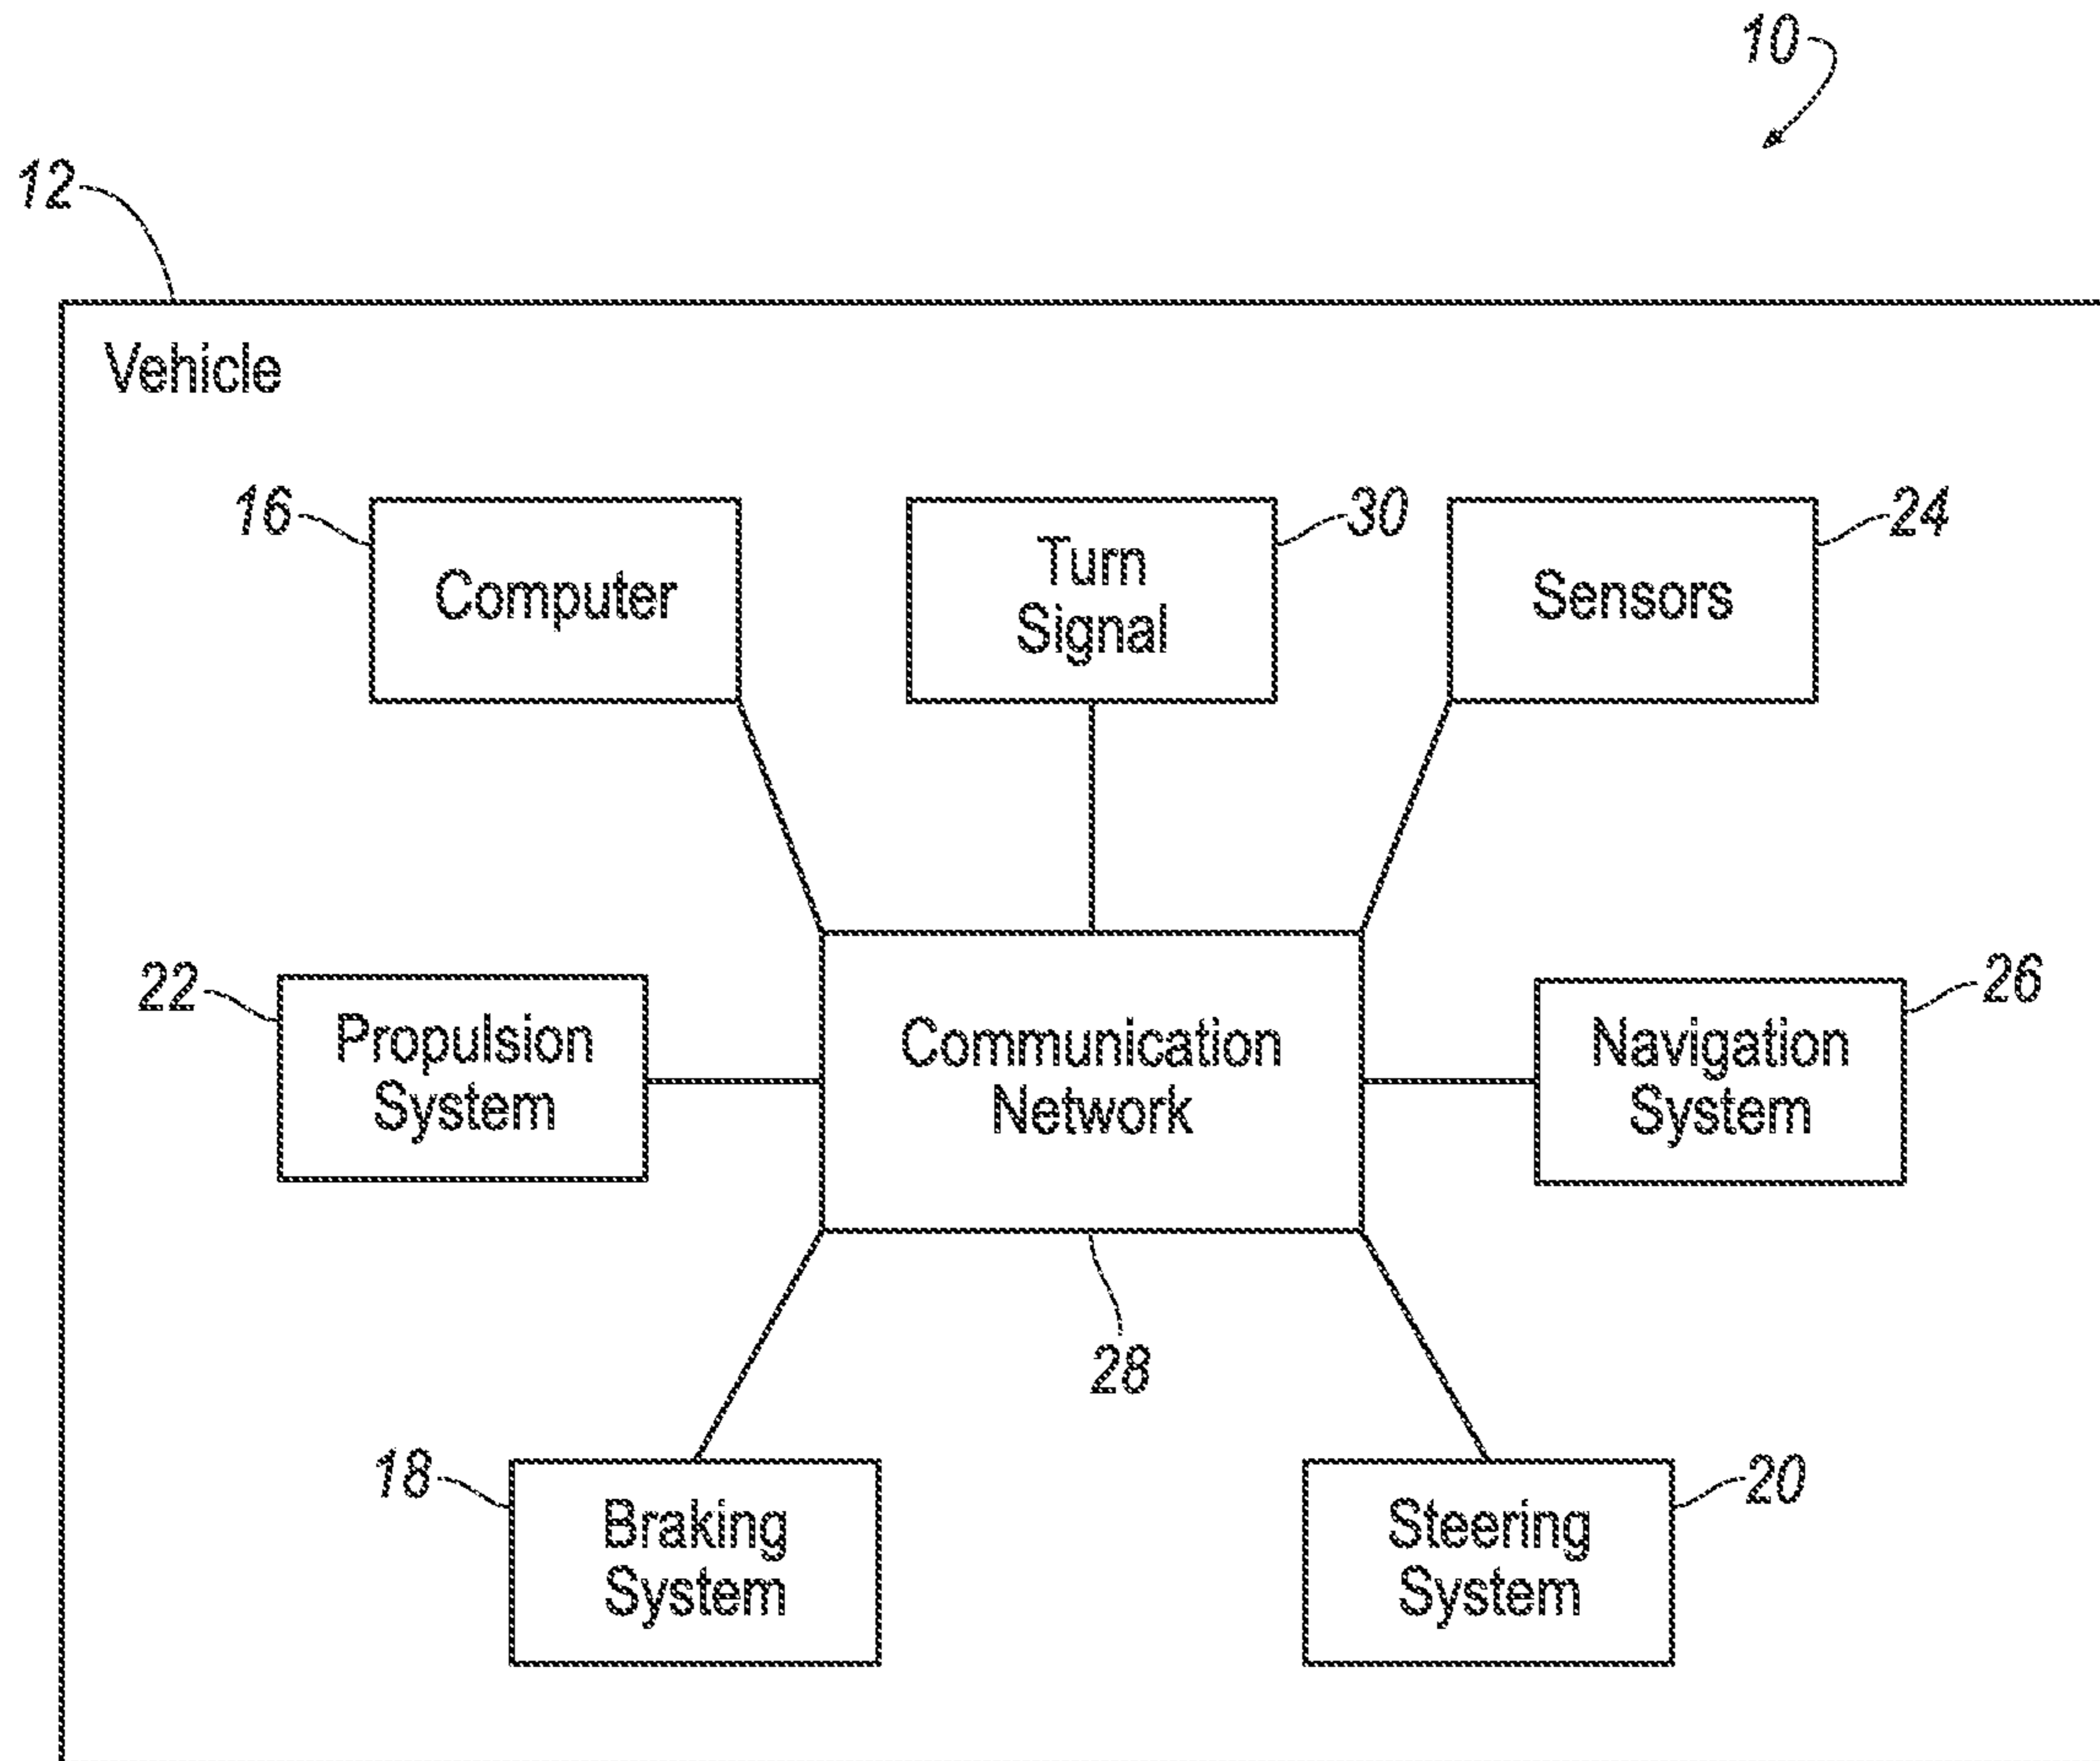 10
12
Vehicle
16
Computer
Turn
Signal
30
Sensors
24
22
Propulsion
System
Communication
Network
Navigation
System
26
28
18
Braking
System
Steering
System
20